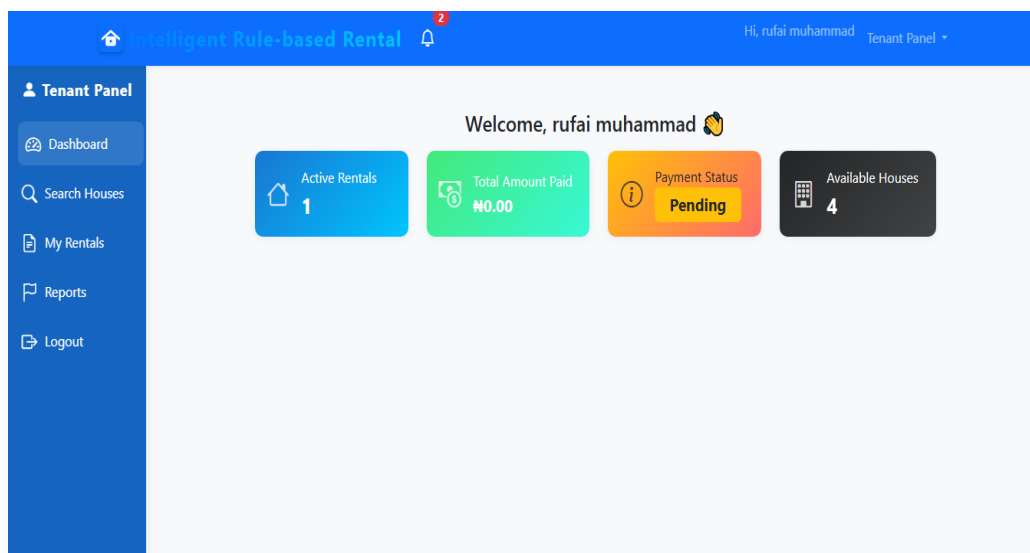 2
Intelligent Rule-based Rental
Hi, rufai muhammad
Tenant Panel
Tenant Panel
Dashboard
Search Houses
My Rentals
Reports
Logout
Welcome, rufai muhammad 👋
Active Rentals
1
Total Amount Paid
₦0.00
Payment Status
Pending
Available Houses
4